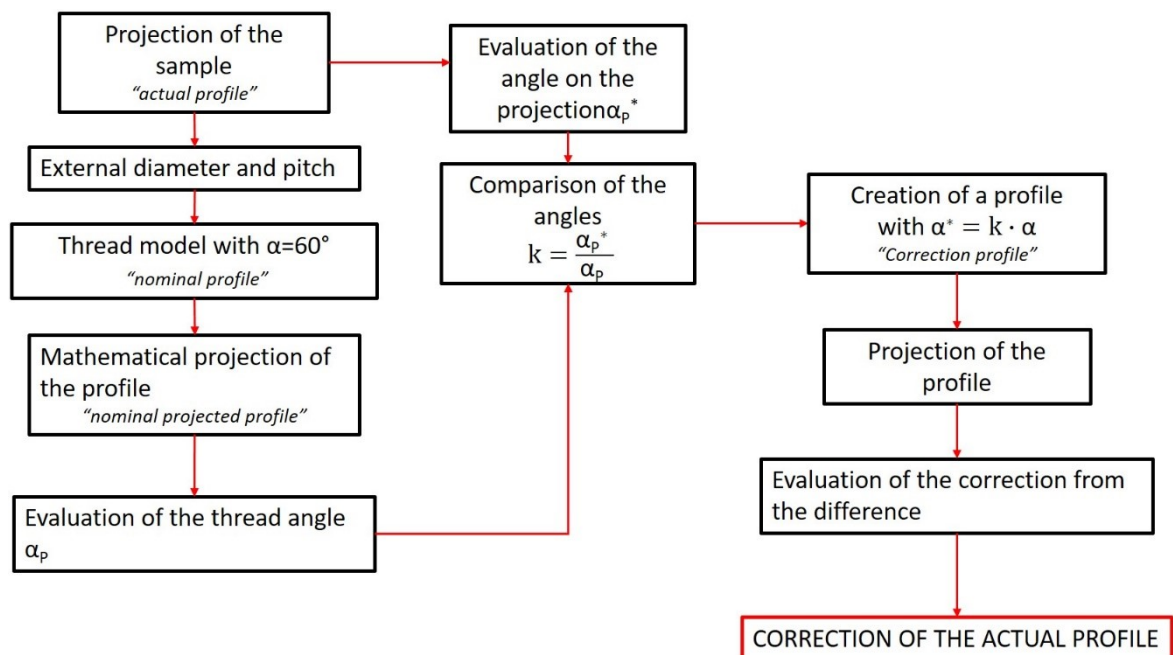 Projection of the
sample
“actual profile”
External diameter and pitch
Thread model with α=60°
“nominal profile”
Mathematical projection of
the profile
“nominal projected profile”
Evaluation of the thread angle
αₚ
Evaluation of the
angle on the
projectionαₚ*
Comparison of the
angles
k = αₚ*/αₚ
Creation of a profile
with α* = k · α
“Correction profile”
Projection of the
profile
Evaluation of the correction from
the difference
CORRECTION OF THE ACTUAL PROFILE